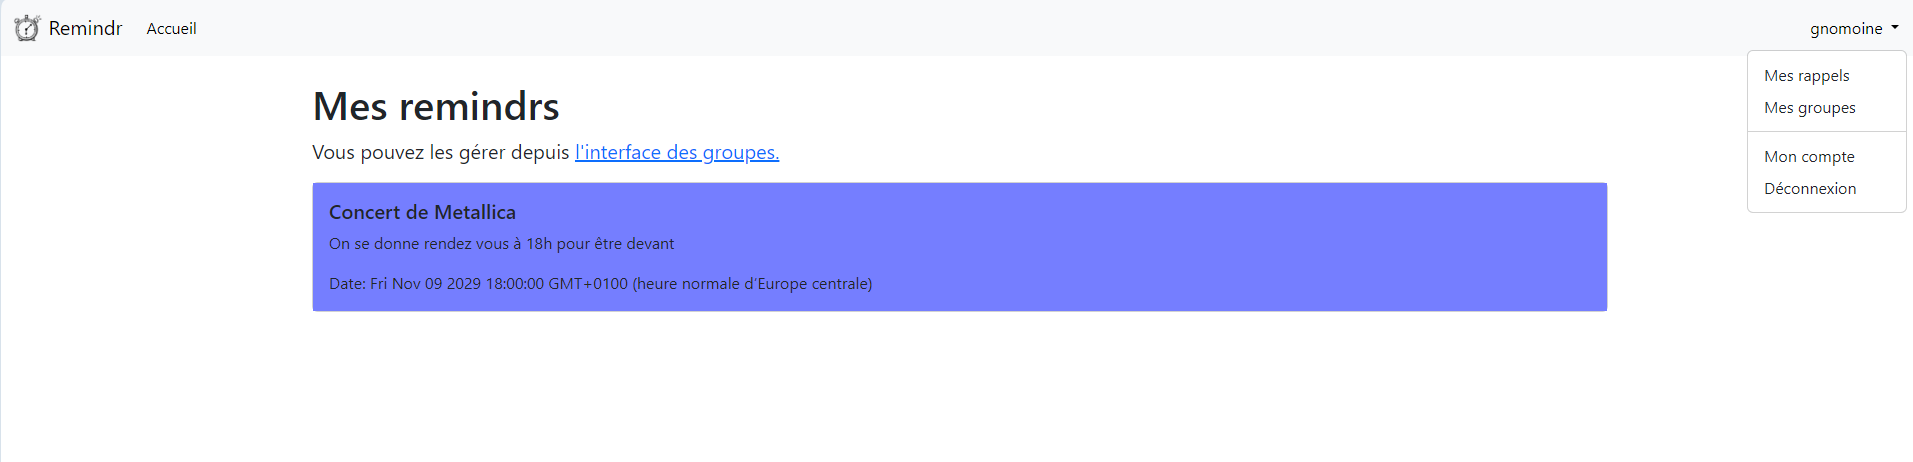 Remindr Accueil gnomoine
Mes rappels
Mes groupes
Mon compte
Déconnexion
Mes remindrs
Vous pouvez les gérer depuis l'interface des groupes.
Concert de Metallica
On se donne rendez vous à 18h pour être devant
Date: Fri Nov 09 2029 18:00:00 GMT+0100 (heure normale d’Europe centrale)